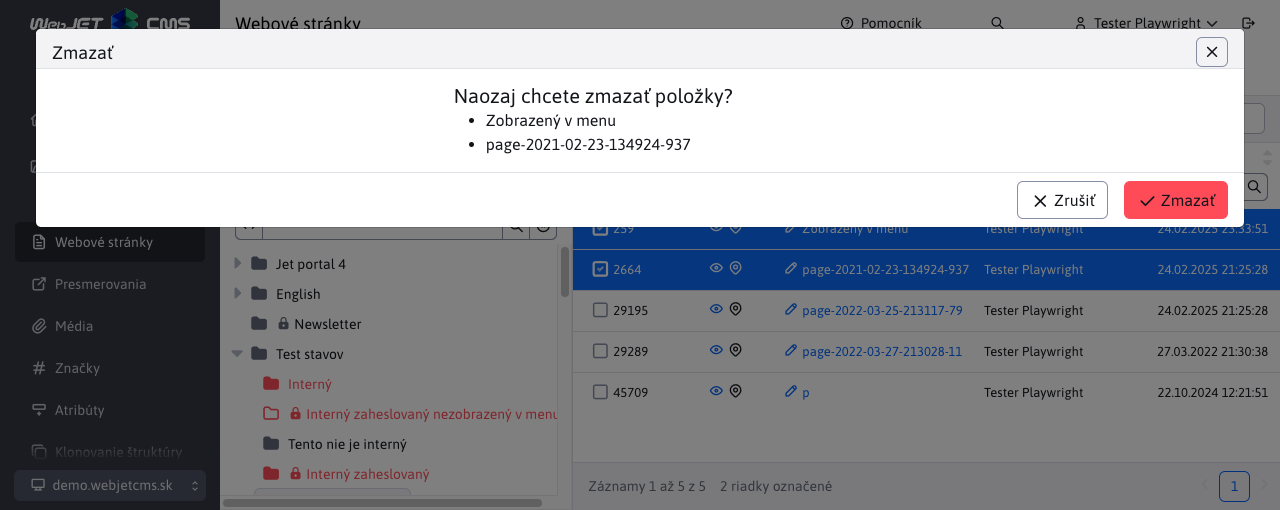 WebJET CMS
Webové stránky
Pomocník
Tester Playwright
Zmazať
Naozaj chcete zmazať položky?
Zobrazený v menu
page-2021-02-23-134924-937
Zrušiť
Zmazať
Webové stránky
Presmerovania
Média
Značky
Atribúty
Klonovanie štruktúry
demo.webjetcms.sk
Jet portal 4
English
Newsletter
Test stavov
Interný
Interný zaheslovaný nezobrazený v menu
Tento nie je interný
Interný zaheslovaný
259 Zobrazený v menu Tester Playwright 24.02.2025 23:33:51
2664 page-2021-02-23-134924-937 Tester Playwright 24.02.2025 21:25:28
29195 page-2022-03-25-213117-79 Tester Playwright 24.02.2025 21:25:28
29289 page-2022-03-27-213028-11 Tester Playwright 27.03.2022 21:30:38
45709 p Tester Playwright 22.10.2024 12:21:51
Záznamy 1 až 5 z 5 2 riadky označené
1